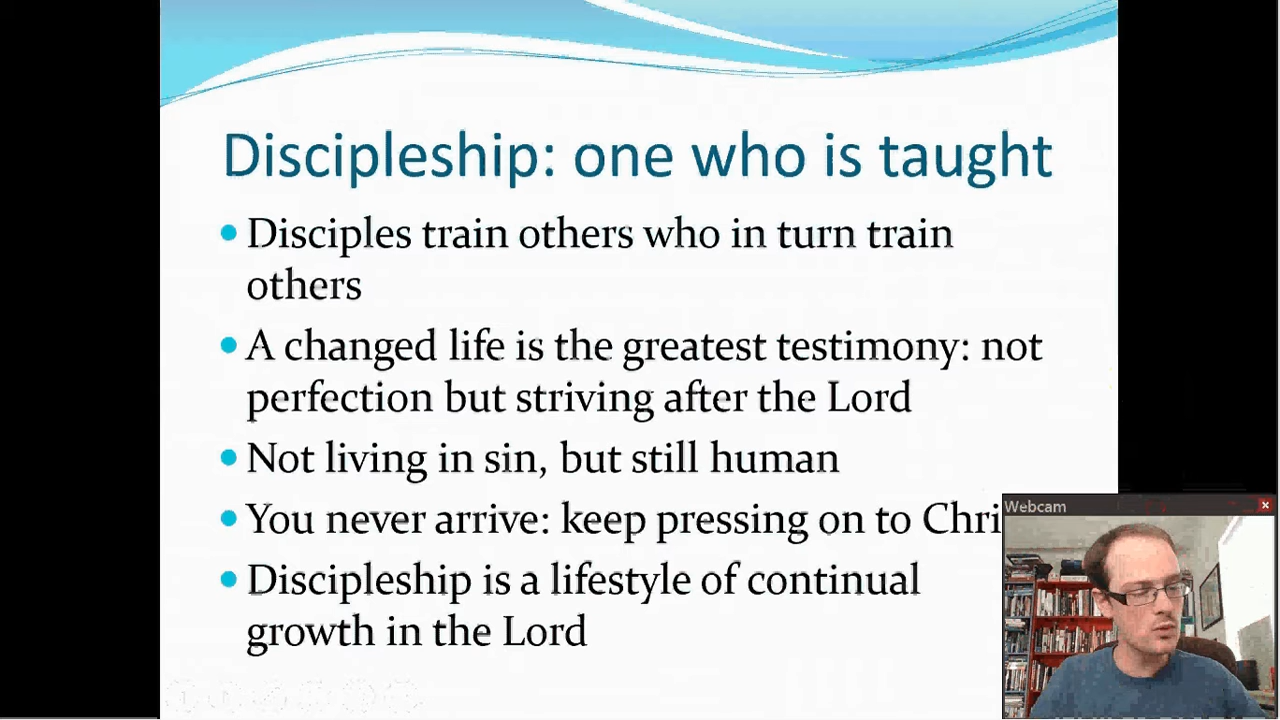 Discipleship: one who is taught
Disciples train others who in turn train
others
A changed life is the greatest testimony: not
perfection but striving after the Lord
Not living in sin, but still human
You never arrive: keep pressing on to Chri
Discipleship is a lifestyle of continual
growth in the Lord
Webcam